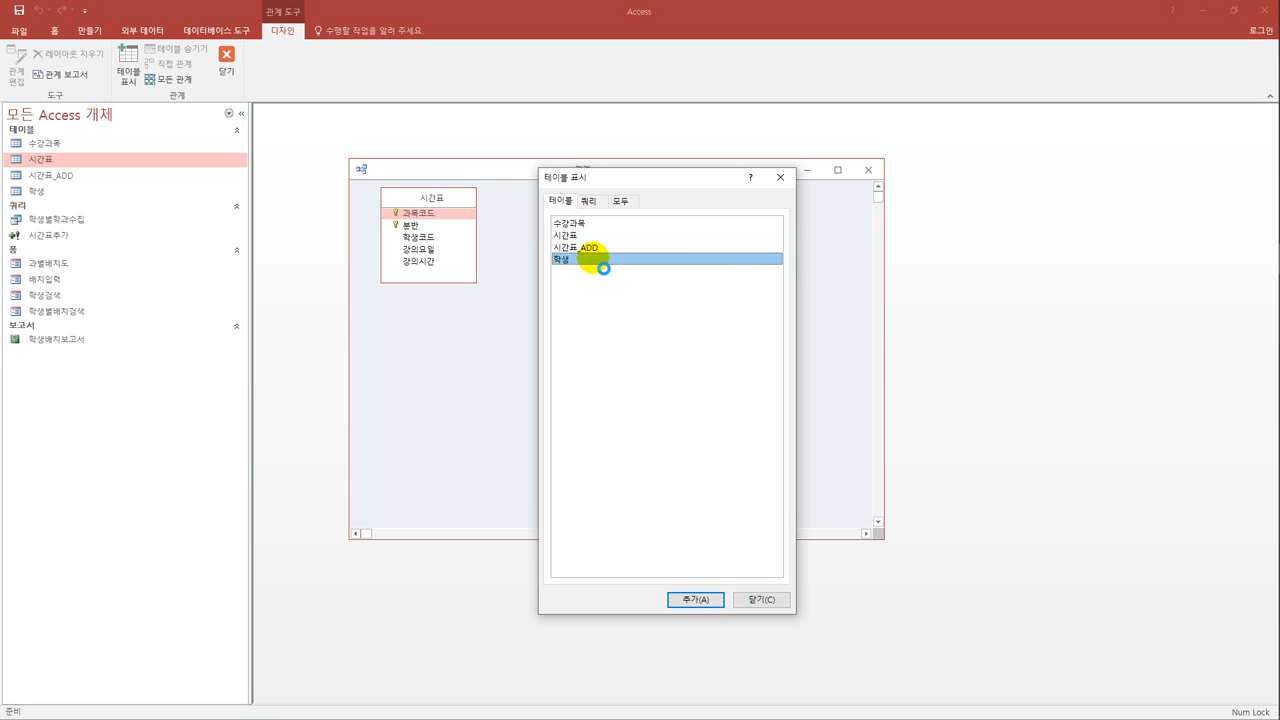 관계 도구
Access
?
파일
홈
만들기
외부 데이터
데이터베이스 도구
디자인
수행할 작업을 알려 주세요.
로그인
관계
편집
레이아웃 지우기
관계 보고서
도구
테이블
표시
테이블 숨기기
직접 관계
모든 관계
관계
닫기
모든 Access 개체
테이블
수강과목
시간표
시간표_ADD
학생
쿼리
학생별학과수집
시간표추가
폼
과별배치도
배치입력
학생검색
학생별배치검색
보고서
학생배치보고서
시간표
과목코드
분반
학생코드
강의요일
강의시간
테이블 표시
?
테이블
쿼리
모두
수강과목
시간표
시간표_ADD
학생
추가(A)
닫기(C)
준비
Num Lock